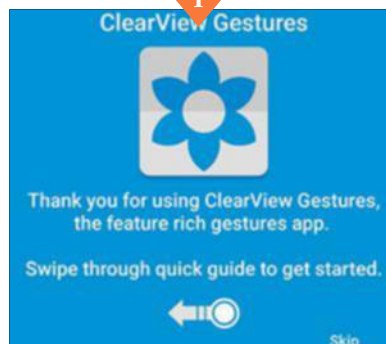 ClearView Gestures
Thank you for using ClearView Gestures,
the feature rich gestures app.
Swipe through quick guide to get started.
Skip